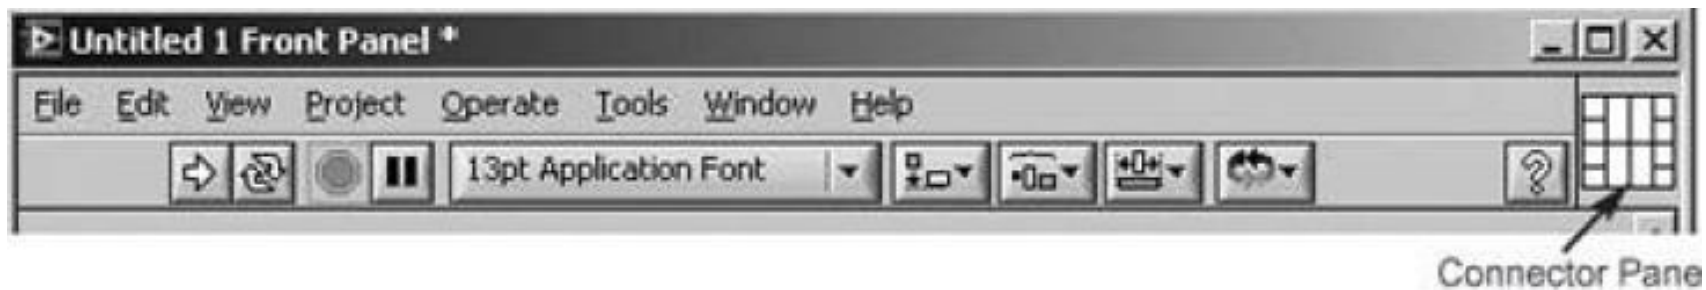 Untitled 1 Front Panel *
File Edit View Project Operate Tools Window Help
13pt Application Font
?
Connector Pane